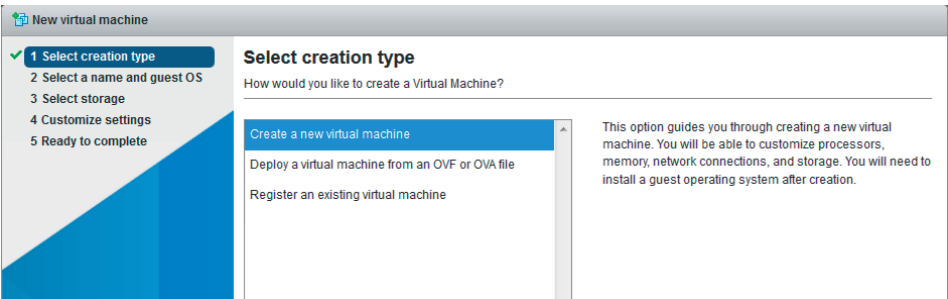 New virtual machine
1 Select creation type
2 Select a name and guest OS
3 Select storage
4 Customize settings
5 Ready to complete
Select creation type
How would you like to create a Virtual Machine?
Create a new virtual machine
Deploy a virtual machine from an OVF or OVA file
Register an existing virtual machine
This option guides you through creating a new virtual
machine. You will be able to customize processors,
memory, network connections, and storage. You will need to
install a guest operating system after creation.